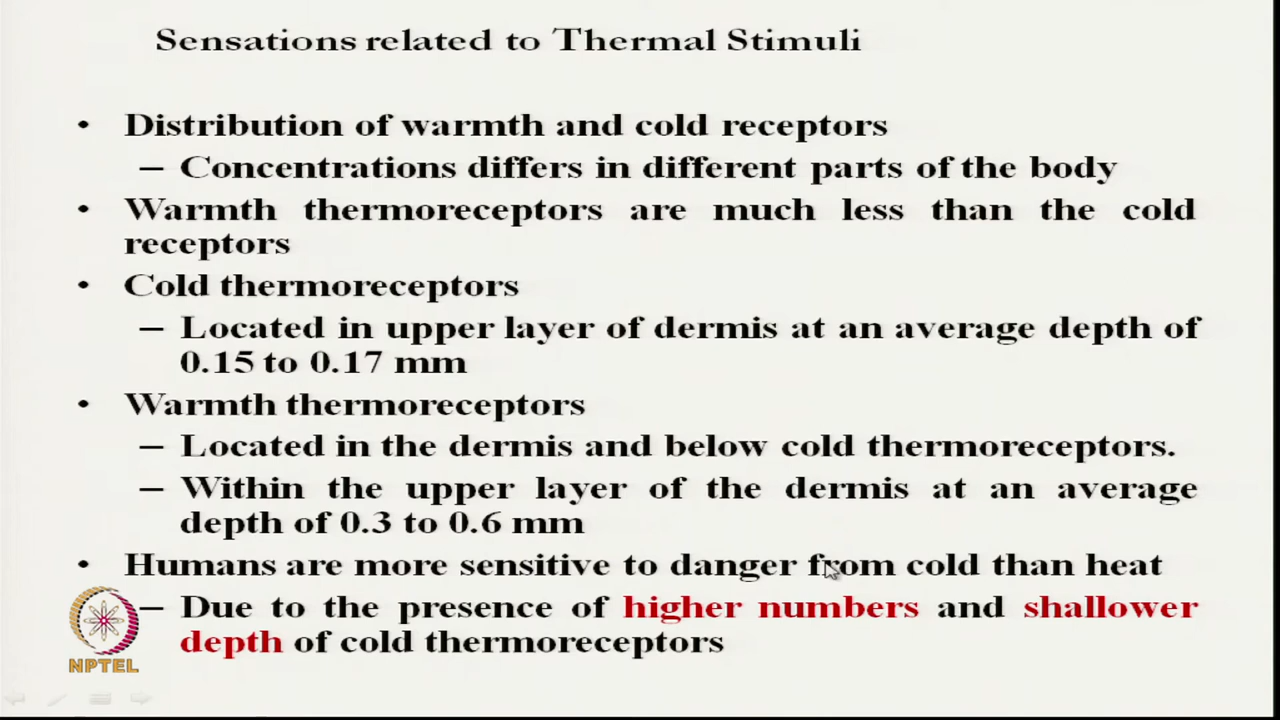 Sensations related to Thermal Stimuli
• Distribution of warmth and cold receptors
– Concentrations differs in different parts of the body
• Warmth thermoreceptors are much less than the cold
receptors
• Cold thermoreceptors
– Located in upper layer of dermis at an average depth of
0.15 to 0.17 mm
• Warmth thermoreceptors
– Located in the dermis and below cold thermoreceptors.
– Within the upper layer of the dermis at an average
depth of 0.3 to 0.6 mm
• Humans are more sensitive to danger from cold than heat
– Due to the presence of higher numbers and shallower
depth of cold thermoreceptors
NPTEL